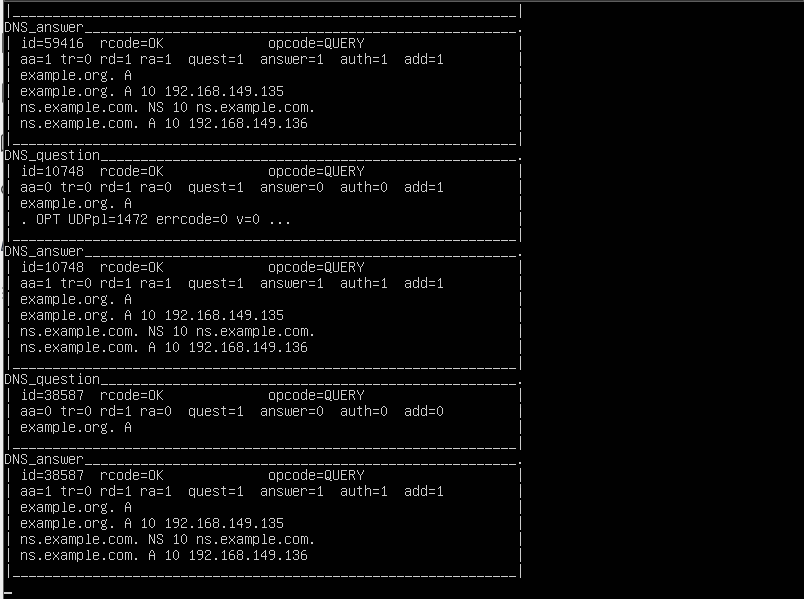 |_______________________________________________________________|
DNS_answer______________________________________________________.
| id=59416  rcode=OK             opcode=QUERY                   |
| aa=1 tr=0 rd=1 ra=1  quest=1  answer=1  auth=1  add=1         |
| example.org. A                                                |
| example.org. A 10 192.168.149.135                             |
| ns.example.com. NS 10 ns.example.com.                         |
| ns.example.com. A 10 192.168.149.136                          |
|_______________________________________________________________|
DNS_question____________________________________________________.
| id=10748  rcode=OK             opcode=QUERY                   |
| aa=0 tr=0 rd=1 ra=0  quest=1  answer=0  auth=0  add=1         |
| example.org. A                                                |
| . OPT UDPpl=1472 errcode=0 v=0 ...                            |
|_______________________________________________________________|
DNS_answer______________________________________________________.
| id=10748  rcode=OK             opcode=QUERY                   |
| aa=1 tr=0 rd=1 ra=1  quest=1  answer=1  auth=1  add=1         |
| example.org. A                                                |
| example.org. A 10 192.168.149.135                             |
| ns.example.com. NS 10 ns.example.com.                         |
| ns.example.com. A 10 192.168.149.136                          |
|_______________________________________________________________|
DNS_question____________________________________________________.
| id=38587  rcode=OK             opcode=QUERY                   |
| aa=0 tr=0 rd=1 ra=0  quest=1  answer=0  auth=0  add=0         |
| example.org. A                                                |
|_______________________________________________________________|
DNS_answer______________________________________________________.
| id=38587  rcode=OK             opcode=QUERY                   |
| aa=1 tr=0 rd=1 ra=1  quest=1  answer=1  auth=1  add=1         |
| example.org. A                                                |
| example.org. A 10 192.168.149.135                             |
| ns.example.com. NS 10 ns.example.com.                         |
| ns.example.com. A 10 192.168.149.136                          |
|_______________________________________________________________|